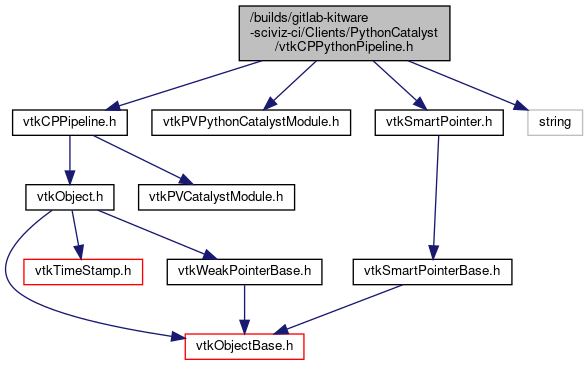 /builds/gitlab-kitware
-sciviz-ci/Clients/PythonCatalyst
/vtkCPPythonPipeline.h
vtkCPPipeline.h
vtkPVPythonCatalystModule.h
vtkSmartPointer.h
string
vtkObject.h
vtkPVCatalystModule.h
vtkTimeStamp.h
vtkWeakPointerBase.h
vtkSmartPointerBase.h
vtkObjectBase.h